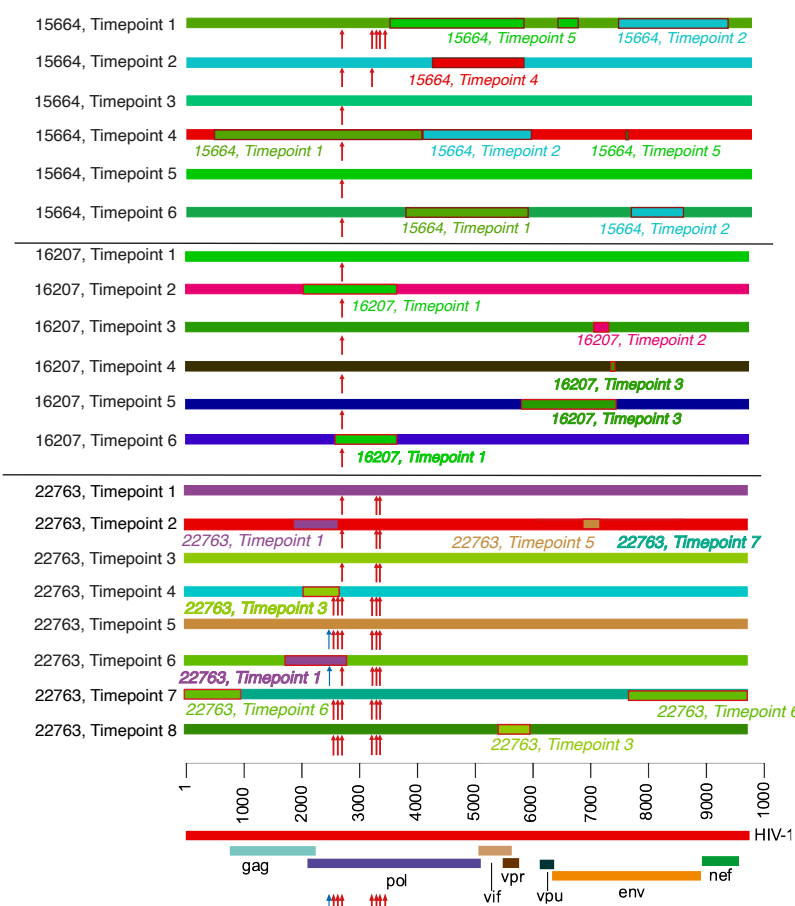 15664, Timepoint 1
15664, Timepoint 5
15664, Timepoint 2
15664, Timepoint 2
15664, Timepoint 4
15664, Timepoint 3
15664, Timepoint 4
15664, Timepoint 1
15664, Timepoint 2
15664, Timepoint 5
15664, Timepoint 5
15664, Timepoint 6
15664, Timepoint 1
15664, Timepoint 2
16207, Timepoint 1
16207, Timepoint 2
16207, Timepoint 1
16207, Timepoint 3
16207, Timepoint 2
16207, Timepoint 4
16207, Timepoint 3
16207, Timepoint 5
16207, Timepoint 3
16207, Timepoint 6
16207, Timepoint 1
22763, Timepoint 1
22763, Timepoint 2
22763, Timepoint 1
22763, Timepoint 5
22763, Timepoint 7
22763, Timepoint 3
22763, Timepoint 4
22763, Timepoint 3
22763, Timepoint 5
22763, Timepoint 6
22763, Timepoint 1
22763, Timepoint 7
22763, Timepoint 6
22763, Timepoint 6
22763, Timepoint 8
22763, Timepoint 3
1
1000
2000
3000
4000
5000
6000
7000
8000
9000
1000
HIV-1
gag
pol
vif
vpr
vpu
env
nef